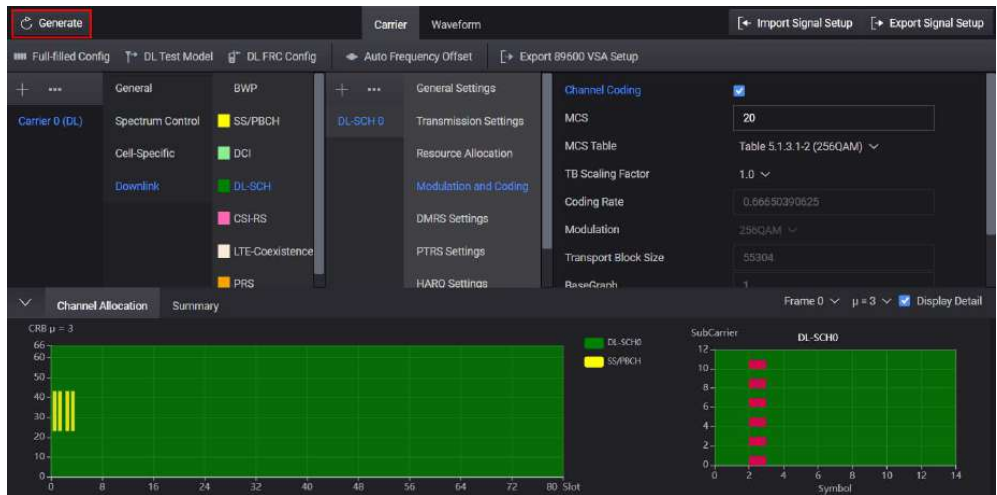 Generate Carrier Waveform Import Signal Setup Export Signal Setup
Full-filled Config DL Test Model DL FRC Config Auto Frequency Offset Export 89600 VSA Setup
General BWP General Settings Channel Coding
Carrier 0 (DL) Spectrum Control SS/PBCH DL-SCH 0 Transmission Settings MCS 20
Cell-Specific DCI Resource Allocation MCS Table Table 5.1.3.1-2 (256QAM)
Downlink DL-SCH Modulation and Coding TB Scaling Factor 1.0
CSI-RS DMRS Settings Coding Rate 0.66650390625
LTE-Coexistence PTRS Settings Modulation 256QAM
PRS HARQ Settings Transport Block Size 55304
BaseGraph 1
Channel Allocation Summary Frame 0 μ = 3 Display Detail
CRB μ = 3
66
60
50
40
30
20
10
0
0 8 16 24 32 40 48 56 64 72 80 Slot
DL-SCH0
SS/PBCH
SubCarrier DL-SCH0
12
10
8
6
4
2
0
0 2 4 6 8 10 12 14
Symbol